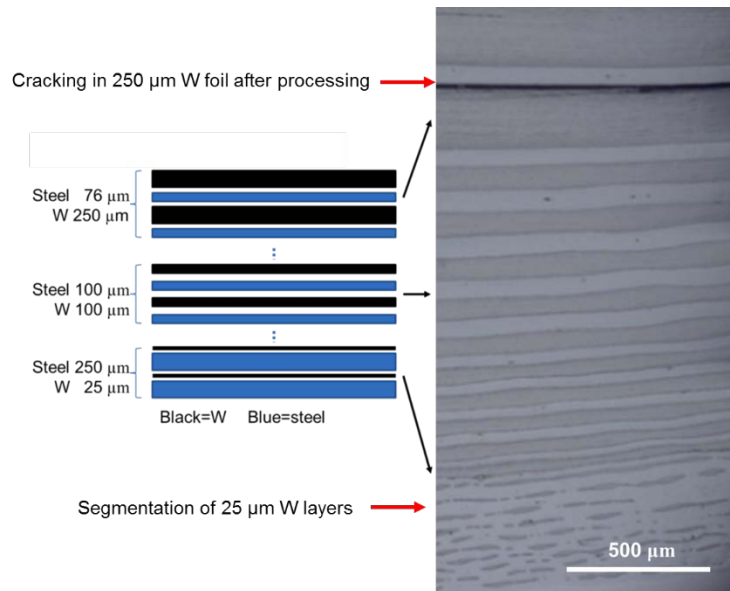 Cracking in 250 µm W foil after processing
Steel 76 µm
W 250 µm
Steel 100 µm
W 100 µm
Steel 250 µm
W 25 µm
Black=W Blue=steel
Segmentation of 25 µm W layers
500 µm